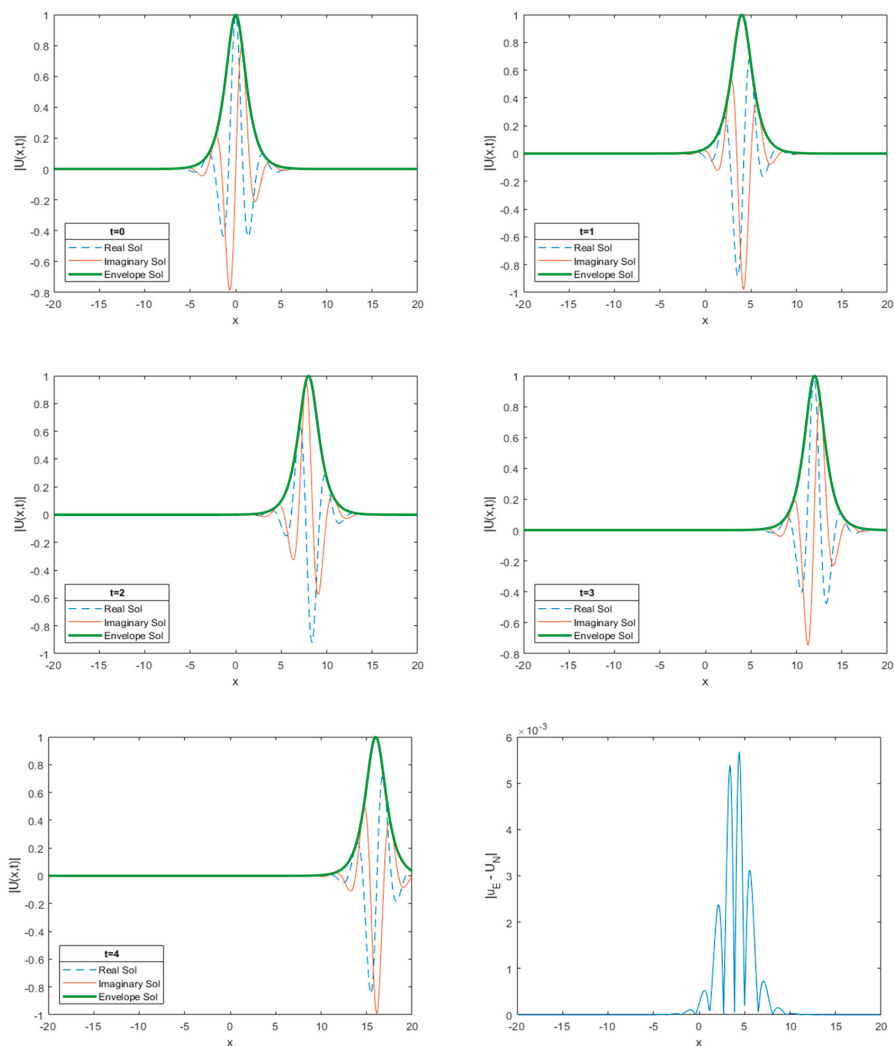 1
0.8
0.6
0.4
0.2
0
-0.2
-0.4
-0.6
-0.8
|U(x,t)|
t=0
Real Sol
Imaginary Sol
Envelope Sol
-20 -15 -10 -5 0 5 10 15 20
x
1
0.8
0.6
0.4
0.2
0
-0.2
-0.4
-0.6
-0.8
-1
|U(x,t)|
t=1
Real Sol
Imaginary Sol
Envelope Sol
-20 -15 -10 -5 0 5 10 15 20
x
1
0.8
0.6
0.4
0.2
0
-0.2
-0.4
-0.6
-0.8
-1
|U(x,t)|
t=2
Real Sol
Imaginary Sol
Envelope Sol
-20 -15 -10 -5 0 5 10 15 20
x
1
0.8
0.6
0.4
0.2
0
-0.2
-0.4
-0.6
-0.8
|U(x,t)|
t=3
Real Sol
Imaginary Sol
Envelope Sol
-20 -15 -10 -5 0 5 10 15 20
x
1
0.8
0.6
0.4
0.2
0
-0.2
-0.4
-0.6
-0.8
-1
|U(x,t)|
t=4
Real Sol
Imaginary Sol
Envelope Sol
-20 -15 -10 -5 0 5 10 15 20
x
× 10⁻³
6
5
4
3
2
1
0
|u_E - U_N|
-20 -15 -10 -5 0 5 10 15 20
x